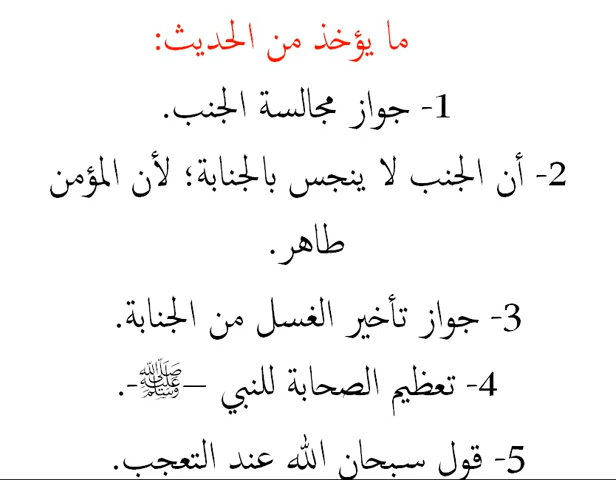 ما يؤخذ من الحديث:
1- جواز مجالسة الجنب.
2- أن الجنب لا ينجس بالجنابة؛ لأن المؤمن
طاهر.
3- جواز تأخير الغسل من الجنابة.
4- تعظيم الصحابة للنبي –ﷺ-.
5- قول سبحان الله عند التعجب.